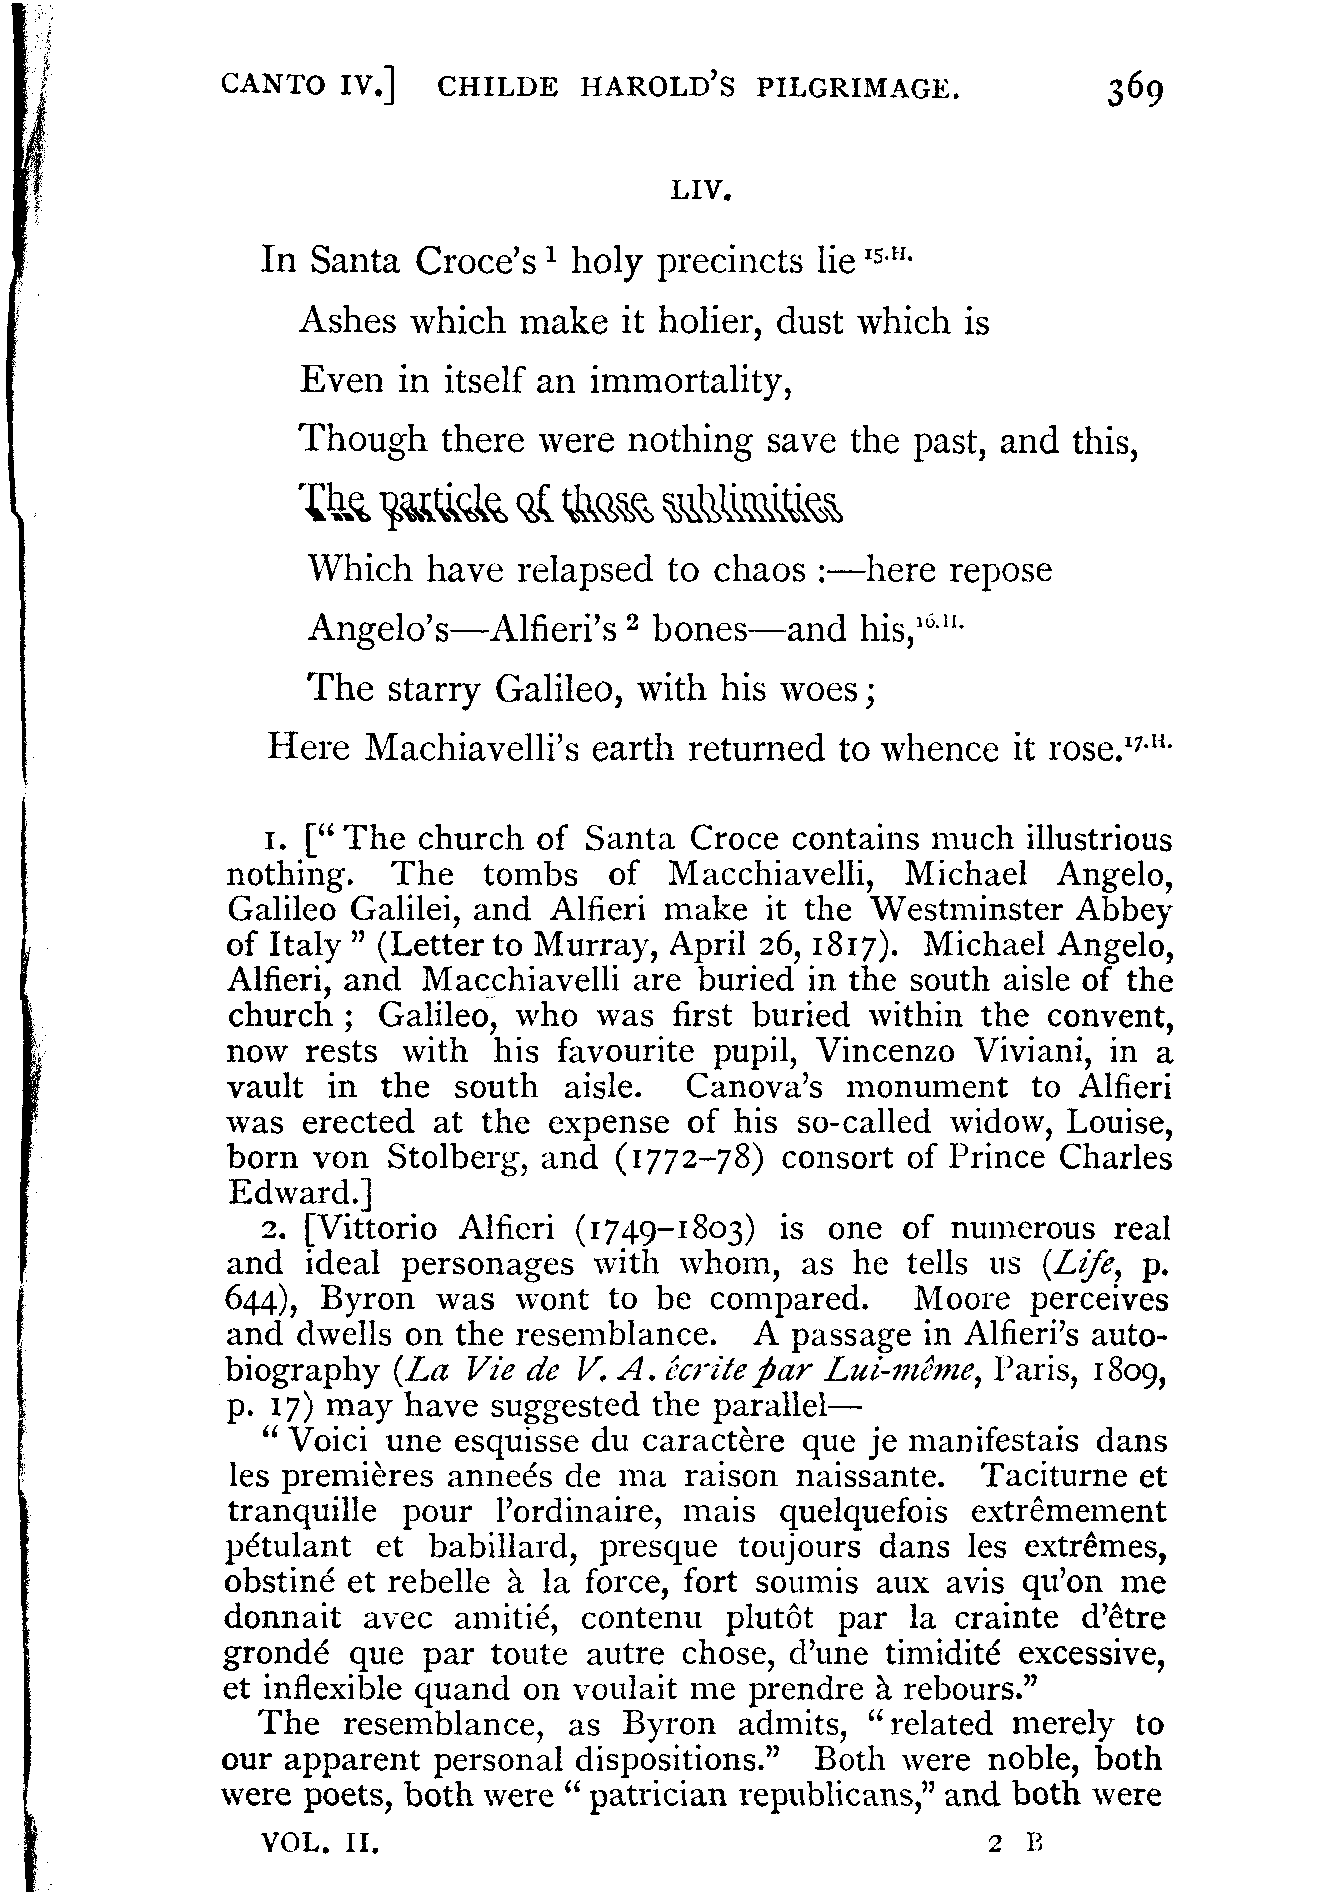 CANTO IV.] CHILDE HAROLD'S PILGRIMAGE. 369
LIV.
In Santa Croce's ¹ holy precincts lie ¹⁵·ᴴ·
Ashes which make it holier, dust which is
Even in itself an immortality,
Though there were nothing save the past, and this,
The particle of those sublimities
Which have relapsed to chaos :—here repose
Angelo's—Alfieri's ² bones—and his,¹⁶·ᴴ·
The starry Galileo, with his woes ;
Here Machiavelli's earth returned to whence it rose.¹⁷·ᴴ·
1. [“ The church of Santa Croce contains much illustrious
nothing. The tombs of Macchiavelli, Michael Angelo,
Galileo Galilei, and Alfieri make it the Westminster Abbey
of Italy ” (Letter to Murray, April 26, 1817). Michael Angelo,
Alfieri, and Macchiavelli are buried in the south aisle of the
church ; Galileo, who was first buried within the convent,
now rests with his favourite pupil, Vincenzo Viviani, in a
vault in the south aisle. Canova's monument to Alfieri
was erected at the expense of his so-called widow, Louise,
born von Stolberg, and (1772–78) consort of Prince Charles
Edward.]
2. [Vittorio Alfieri (1749–1803) is one of numerous real
and ideal personages with whom, as he tells us (Life, p.
644), Byron was wont to be compared. Moore perceives
and dwells on the resemblance. A passage in Alfieri's auto-
biography (La Vie de V. A. écrite par Lui-même, Paris, 1809,
p. 17) may have suggested the parallel—
“ Voici une esquisse du caractère que je manifestais dans
les premières anneés de ma raison naissante. Taciturne et
tranquille pour l'ordinaire, mais quelquefois extrêmement
pétulant et babillard, presque toujours dans les extrêmes,
obstiné et rebelle à la force, fort soumis aux avis qu'on me
donnait avec amitié, contenu plutôt par la crainte d'être
grondé que par toute autre chose, d'une timidité excessive,
et inflexible quand on voulait me prendre à rebours.”
The resemblance, as Byron admits, “ related merely to
our apparent personal dispositions.” Both were noble, both
were poets, both were “ patrician republicans,” and both were
VOL. II. 2 B